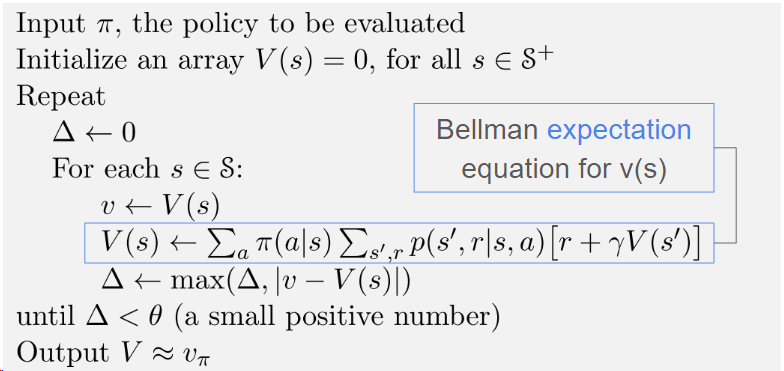 Input π, the policy to be evaluated
Initialize an array V(s) = 0, for all s ∈ 𝒮⁺
Repeat
Δ ← 0
For each s ∈ 𝒮:
v ← V(s)
V(s) ← ∑ₐ π(a|s) ∑ₛ′,ᵣ p(s′, r|s, a)[r + γV(s′)]
Δ ← max(Δ, |v − V(s)|)
until Δ < θ (a small positive number)
Output V ≈ v_π
Bellman expectation
equation for v(s)